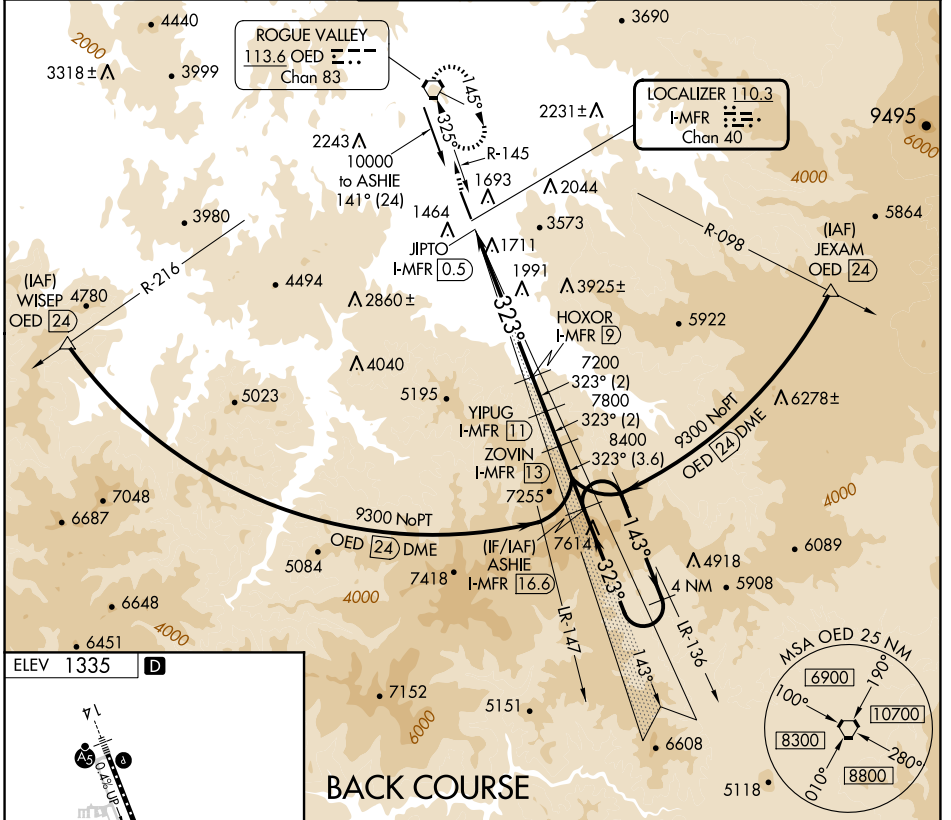 4440
2000
3318 ±
3999
ROGUE VALLEY
113.6 OED
Chan 83
145°
325°
3690
LOCALIZER 110.3
I-MFR
Chan 40
2231±
9495
6000
2243
10000
to ASHIE
141° (24)
R-145
1693
2044
4000
5864
3980
1464
3573
R-098
(IAF)
JEXAM
OED 24
JIPTO
I-MFR 0.5
1711
1991
R-216
(IAF)
WISEP
OED 24
4780
4494
2860 ±
3925±
5922
323°
HOXOR
I-MFR 9
4040
7200
323° (2)
7800
323° (2)
8400
323° (3.6)
5023
5195
6278±
YIPUG
I-MFR 11
ZOVIN
I-MFR 13
9300 NoPT
OED 24 DME
7255
7048
6687
9300 NoPT
OED 24 DME
4000
(IF/IAF)
ASHIE
I-MFR 16.6
7614
143°
323°
5084
7418
4918
6089
4 NM
5908
4000
6648
4000
6451
LR-147
LR-136
143°
MSA OED 25 NM
6900
190°
100°
10700
8300
280°
8800
010°
ELEV 1335 D
14
A5
0.4% UP
7152
6000
5151
6608
5118
BACK COURSE